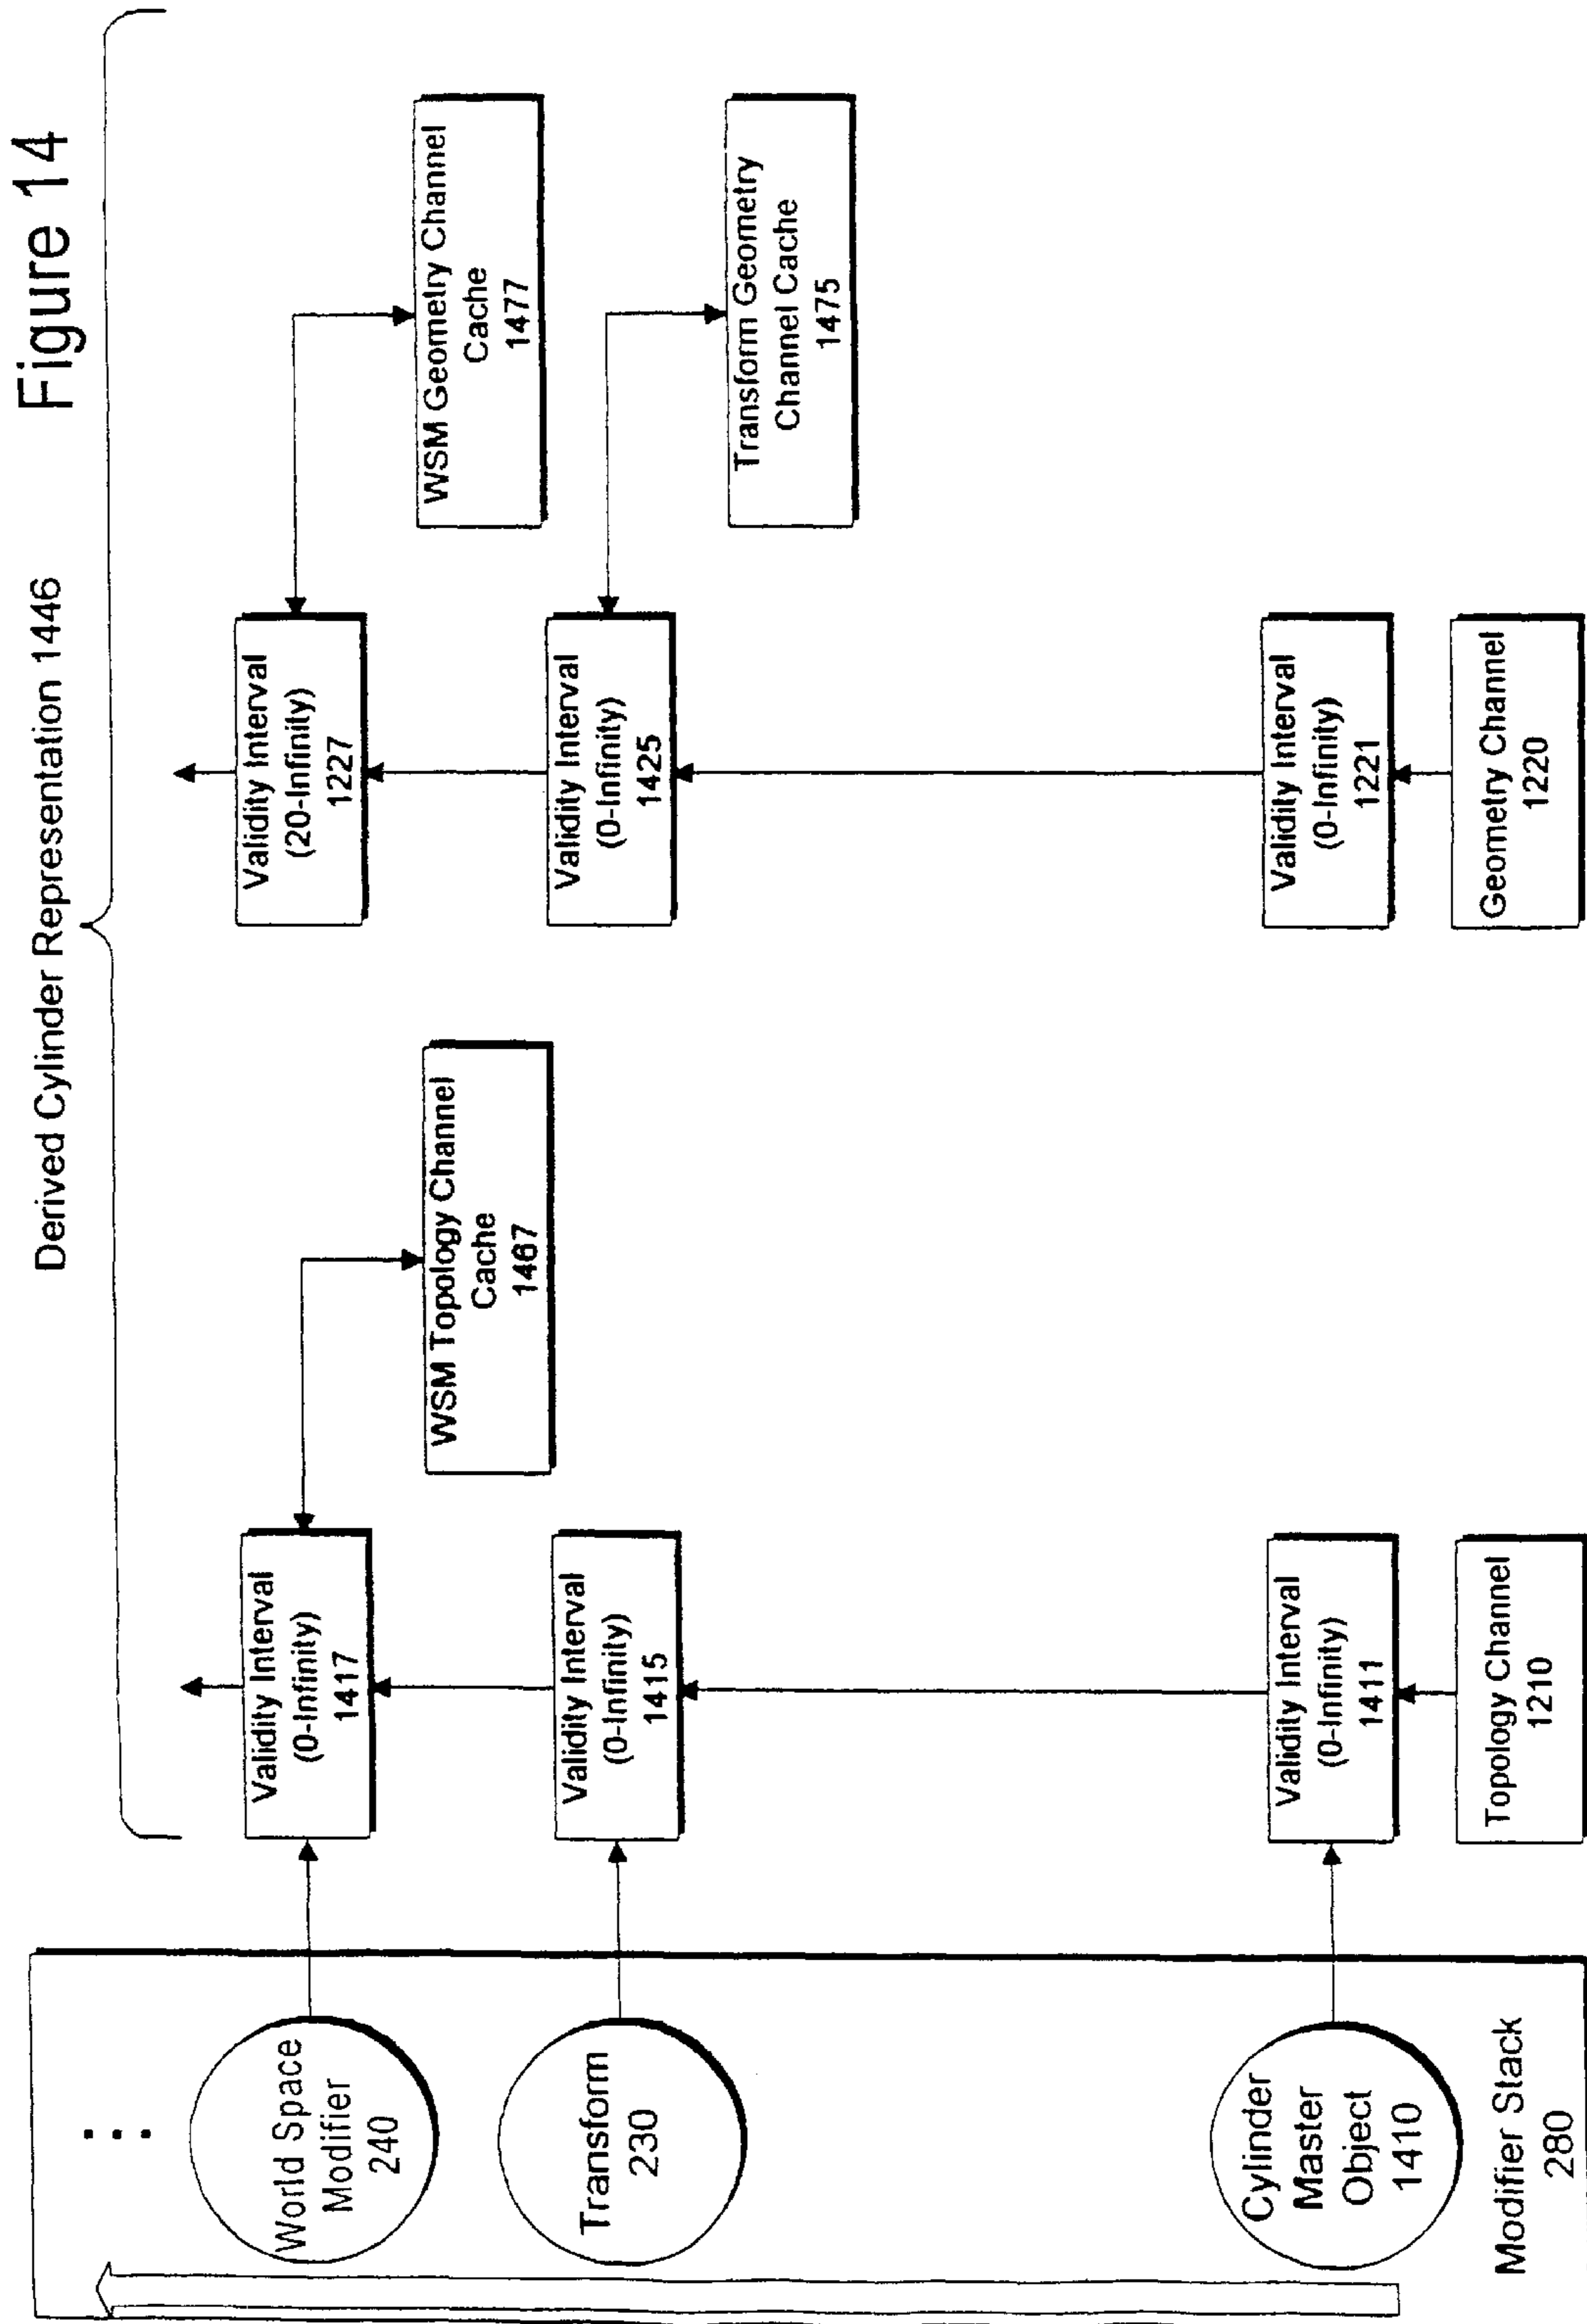 Figure 14
Derived Cylinder Representation 1446
World Space
Modifier
240
Validity Interval
(0-Infinity)
1417
WSM Topology Channel
Cache
1467
Validity Interval
(20-Infinity)
1227
WSM Geometry Channel
Cache
1477
Transform
230
Validity Interval
(0-Infinity)
1415
Validity Interval
(0-Infinity)
1425
Transform Geometry
Channel Cache
1475
Cylinder
Master
Object
1410
Validity Interval
(0-Infinity)
1411
Validity Interval
(0-Infinity)
1221
Modifier Stack
280
Topology Channel
1210
Geometry Channel
1220